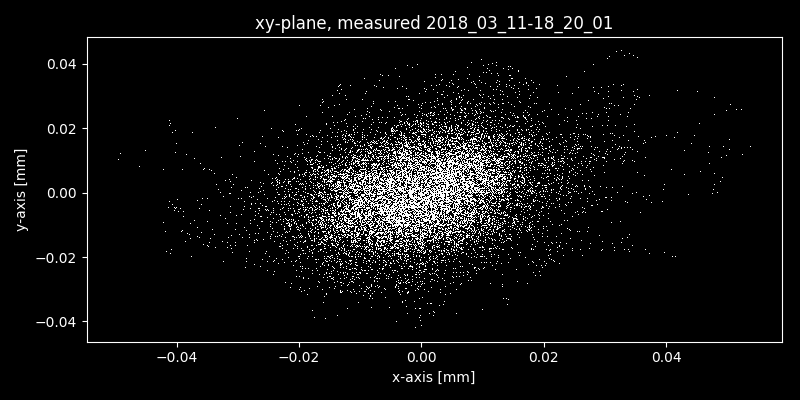 xy-plane, measured 2018_03_11-18_20_01
0.04
0.02
0.00
−0.02
−0.04
y-axis [mm]
−0.04 −0.02 0.00 0.02 0.04
x-axis [mm]